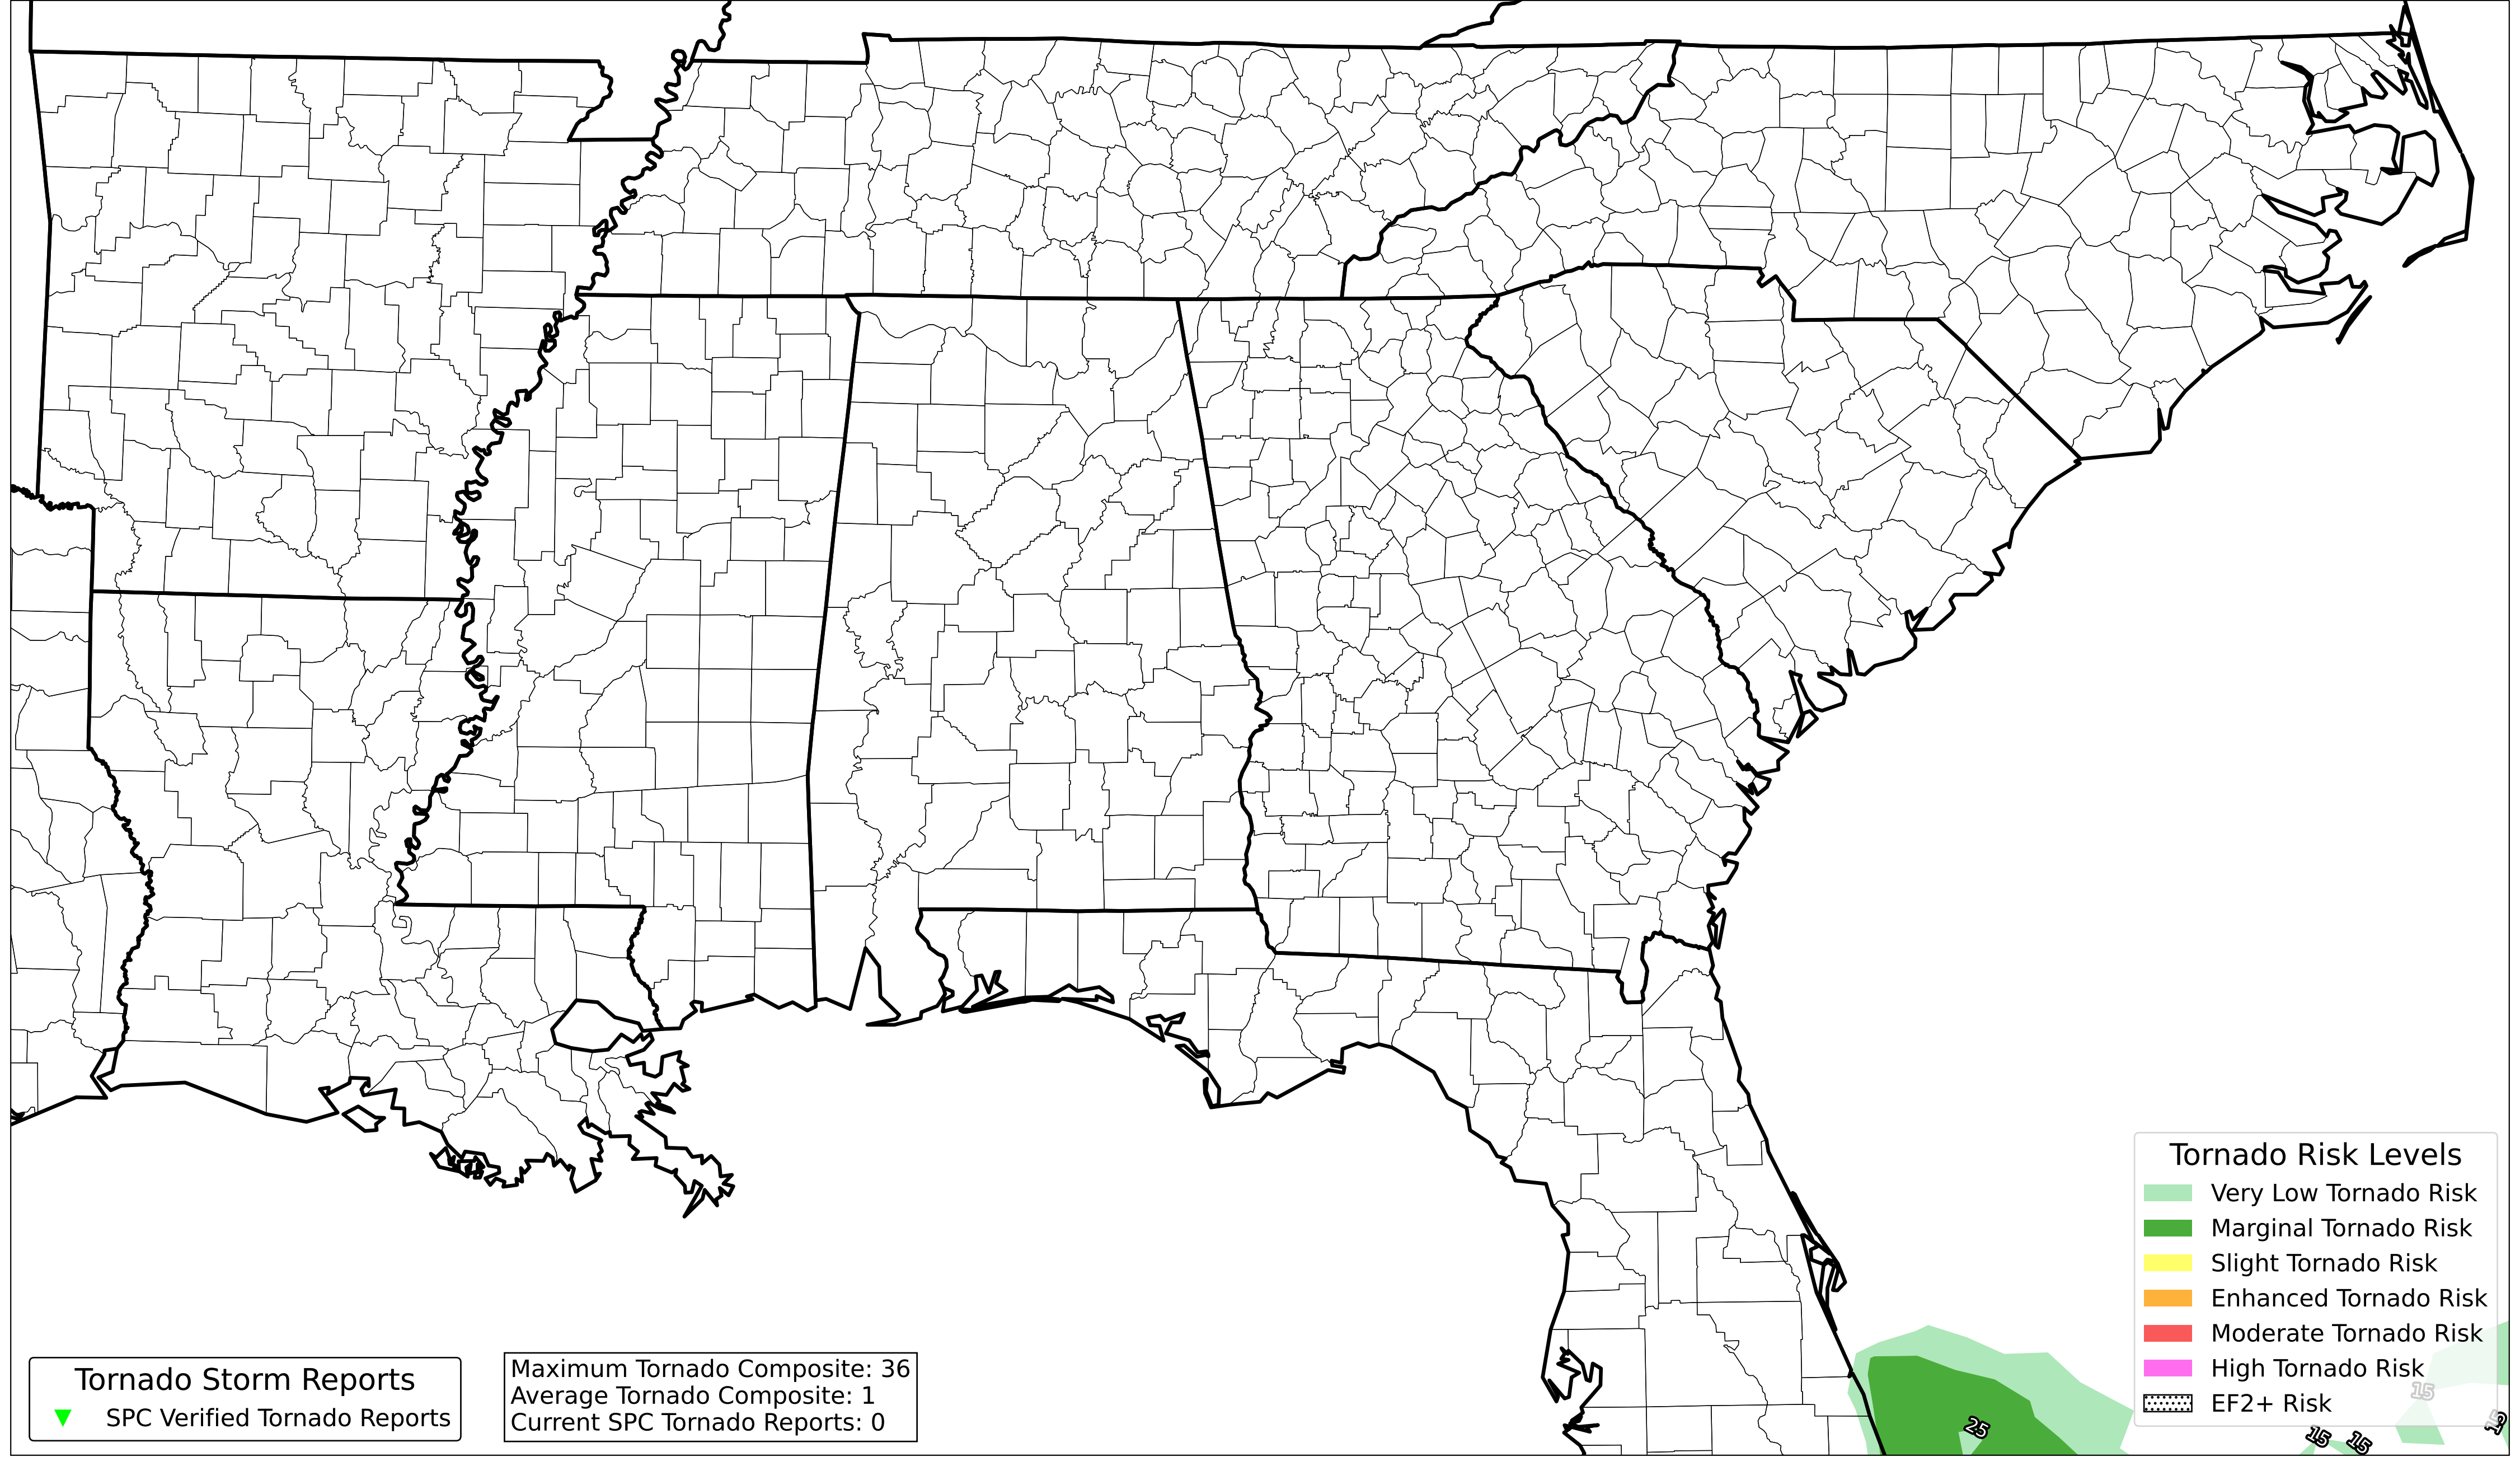 Tornado Risk Levels
Very Low Tornado Risk
Marginal Tornado Risk
Slight Tornado Risk
Enhanced Tornado Risk
Moderate Tornado Risk
High Tornado Risk
EF2+ Risk
Tornado Storm Reports
SPC Verified Tornado Reports
Maximum Tornado Composite: 36
Average Tornado Composite: 1
Current SPC Tornado Reports: 0
25
15
15
15
15